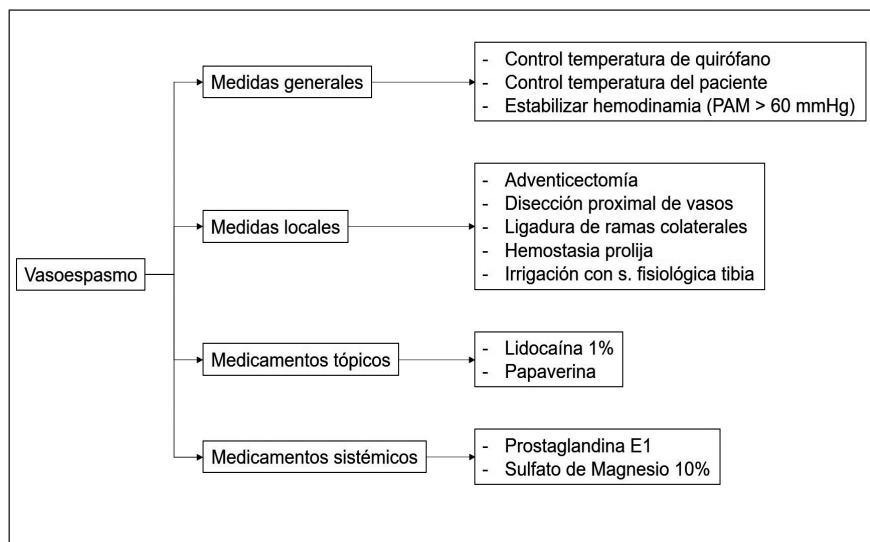 Vasoespasmo
Medidas generales
- Control temperatura de quirófano
- Control temperatura del paciente
- Estabilizar hemodinamia (PAM > 60 mmHg)
Medidas locales
- Adventicectomía
- Disección proximal de vasos
- Ligadura de ramas colaterales
- Hemostasia prolija
- Irrigación con s. fisiológica tibia
Medicamentos tópicos
- Lidocaína 1%
- Papaverina
Medicamentos sistémicos
- Prostaglandina E1
- Sulfato de Magnesio 10%